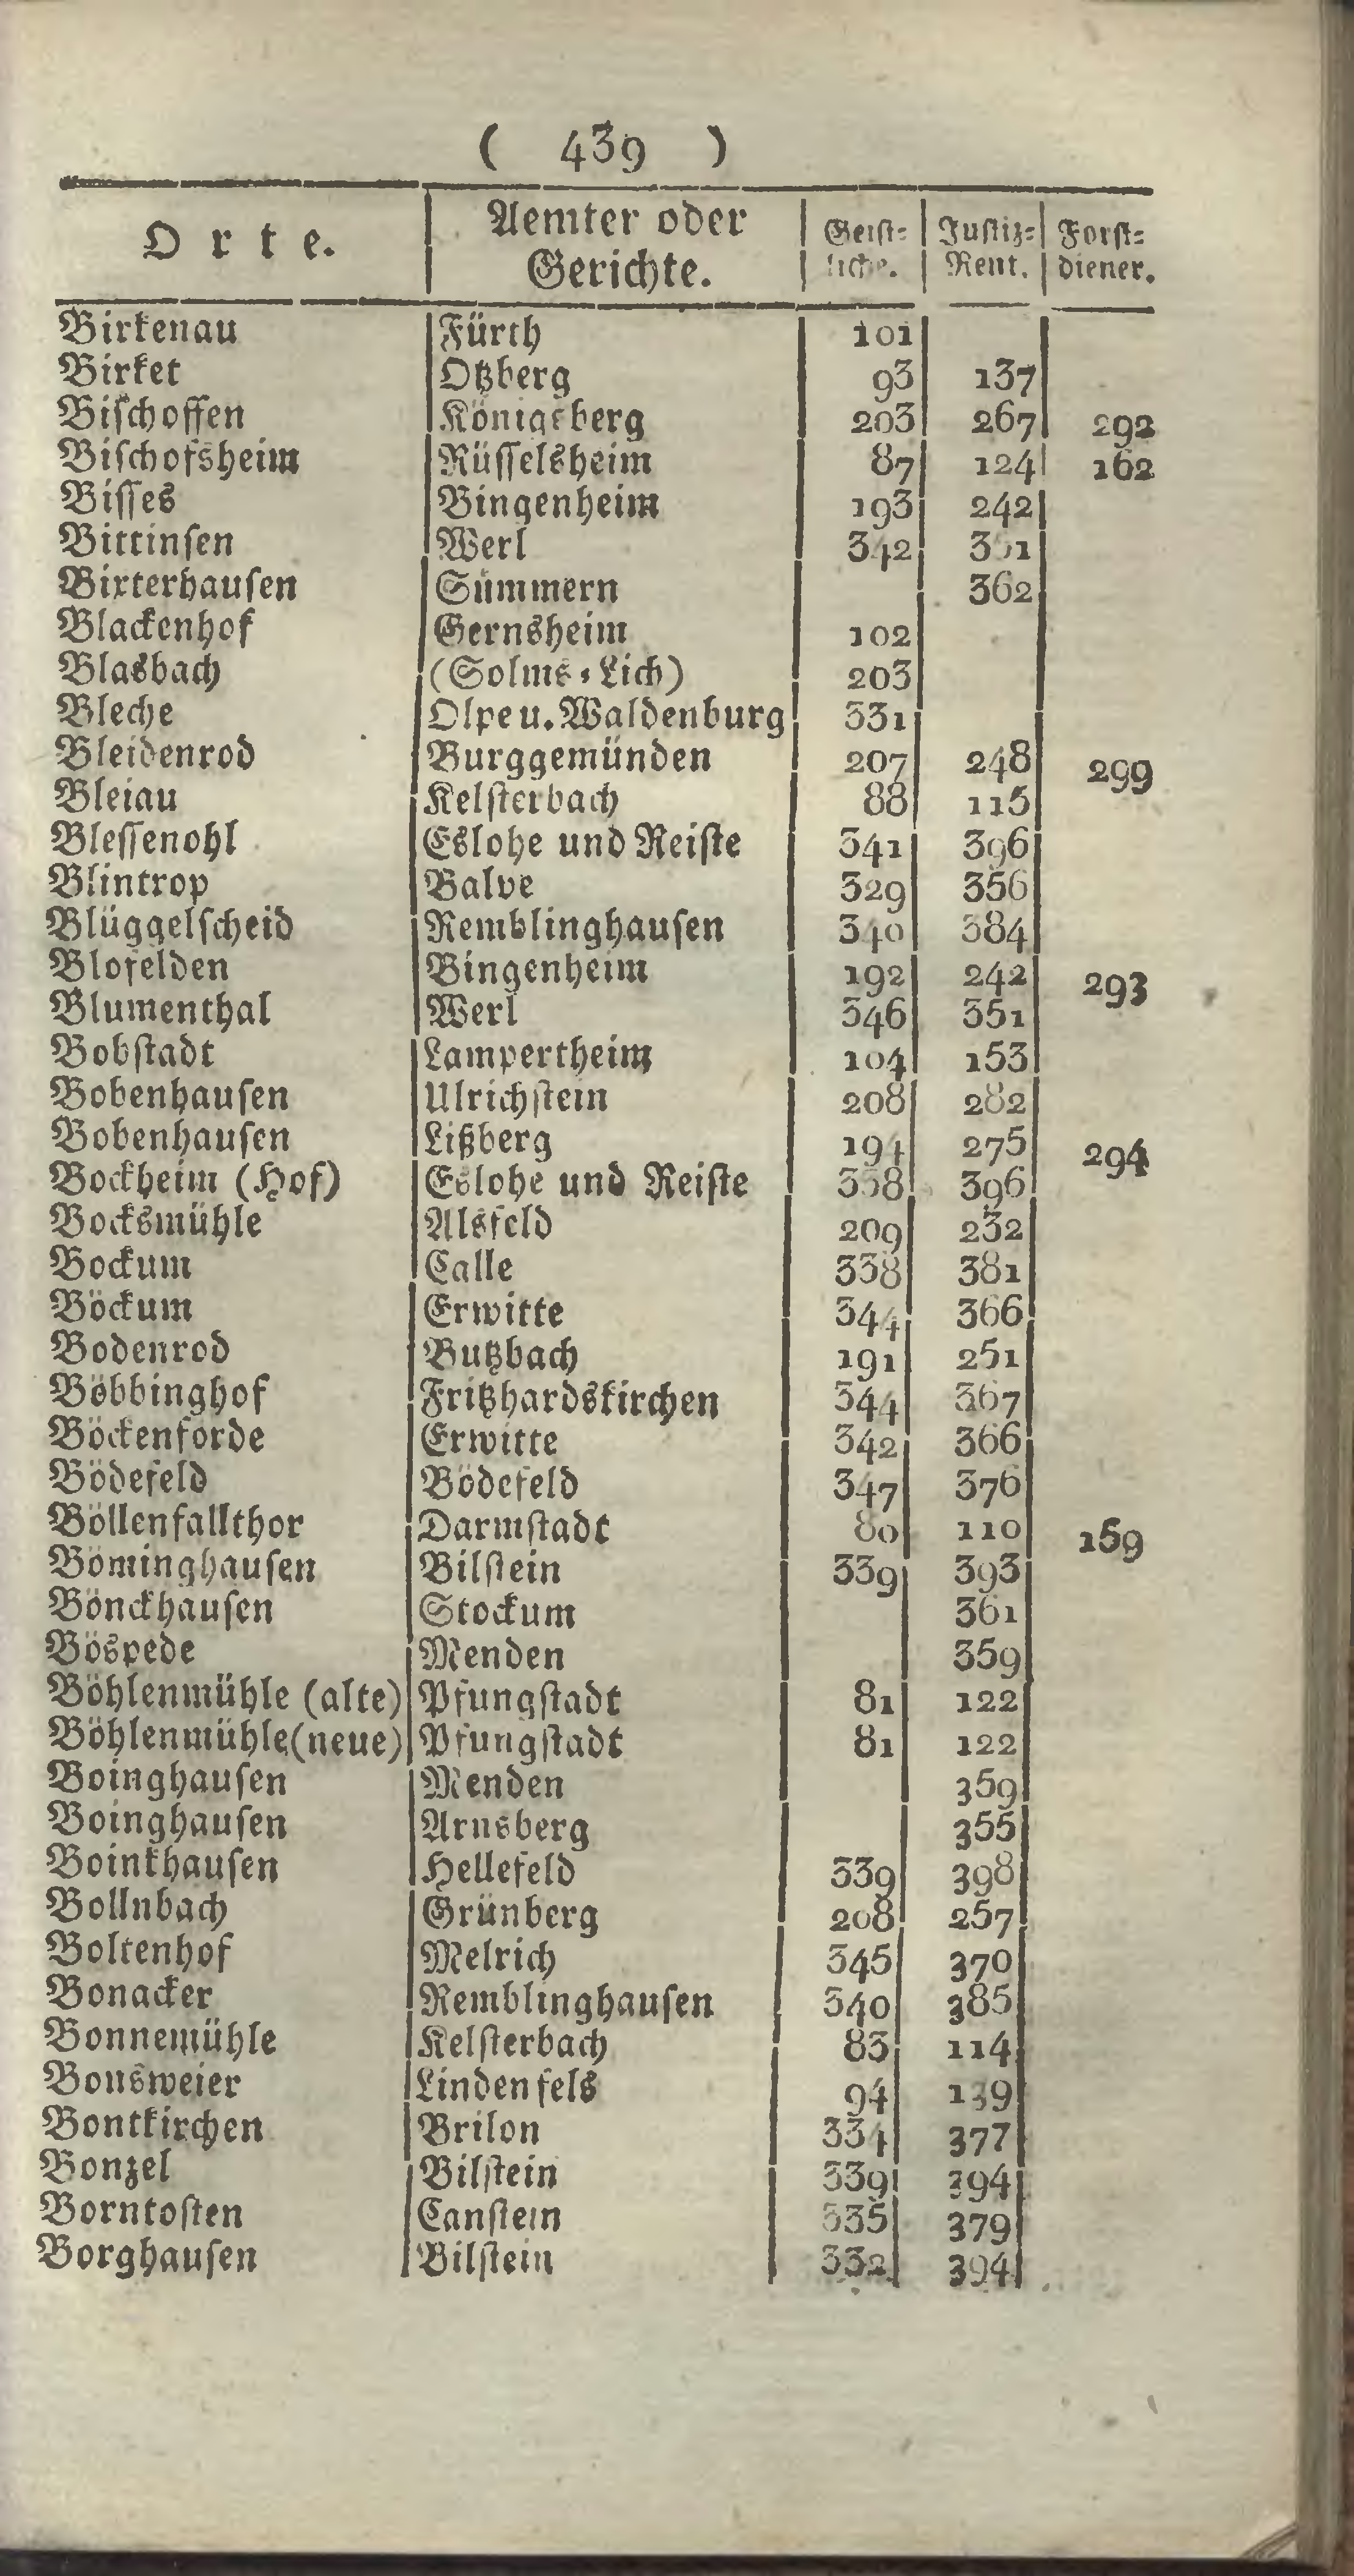 ( 439 )
Orte. Aemter oder Gerichte. Geist=liche. Justiz=Rent. Forst=diener.
Birkenau Fürth 101
Birket Otzberg 93 137
Bischoffen Königsberg 203 267 292
Bischofsheim Rüsselsheim 87 124 162
Bisses Bingenheim 193 242
Bittinsen Werl 342 351
Bixterhausen Sümmern 362
Blackenhof Gernsheim 102
Blasbach (Solms=Lich) 203
Bleche Olpe u. Waldenburg 331
Bleidenrod Burggemünden 207 248 299
Bleiau Kelsterbach 88 115
Blessenohl Eslohe und Reiste 341 396
Blintrop Balve 329 356
Blüggelscheid Remblinghausen 340 384
Blofelden Bingenheim 192 242 293
Blumenthal Werl 346 351
Bobstadt Lampertheim 104 153
Bobenhausen Ulrichstein 208 282
Bobenhausen Lißberg 194 275 294
Bockheim (Hof) Eslohe und Reiste 338 396
Bocksmühle Alsfeld 209 232
Bockum Calle 338 381
Böckum Erwitte 344 366
Bodenrod Butzbach 191 251
Böbbinghof Fritzhardskirchen 344 367
Böckenförde Erwitte 342 366
Bödefeld Bödefeld 347 376
Böllenfallthor Darmstadt 80 110 159
Böminghausen Bilstein 339 393
Bönckhausen Stockum 361
Böspede Menden 359
Böhlenmühle (alte) Pfungstadt 81 122
Böhlenmühle (neue) Pfungstadt 81 122
Boinghausen Menden 359
Boinghausen Arnsberg 355
Boinkhausen Hellefeld 339 398
Bollnbach Grünberg 208 257
Boltenhof Melrich 345 370
Bonacker Remblinghausen 340 385
Bonnemühle Kelsterbach 83 114
Bonsweier Lindenfels 94 139
Bontkirchen Brilon 334 377
Bonzel Bilstein 339 394
Borntosten Canstein 335 379
Borghausen Bilstein 332 394